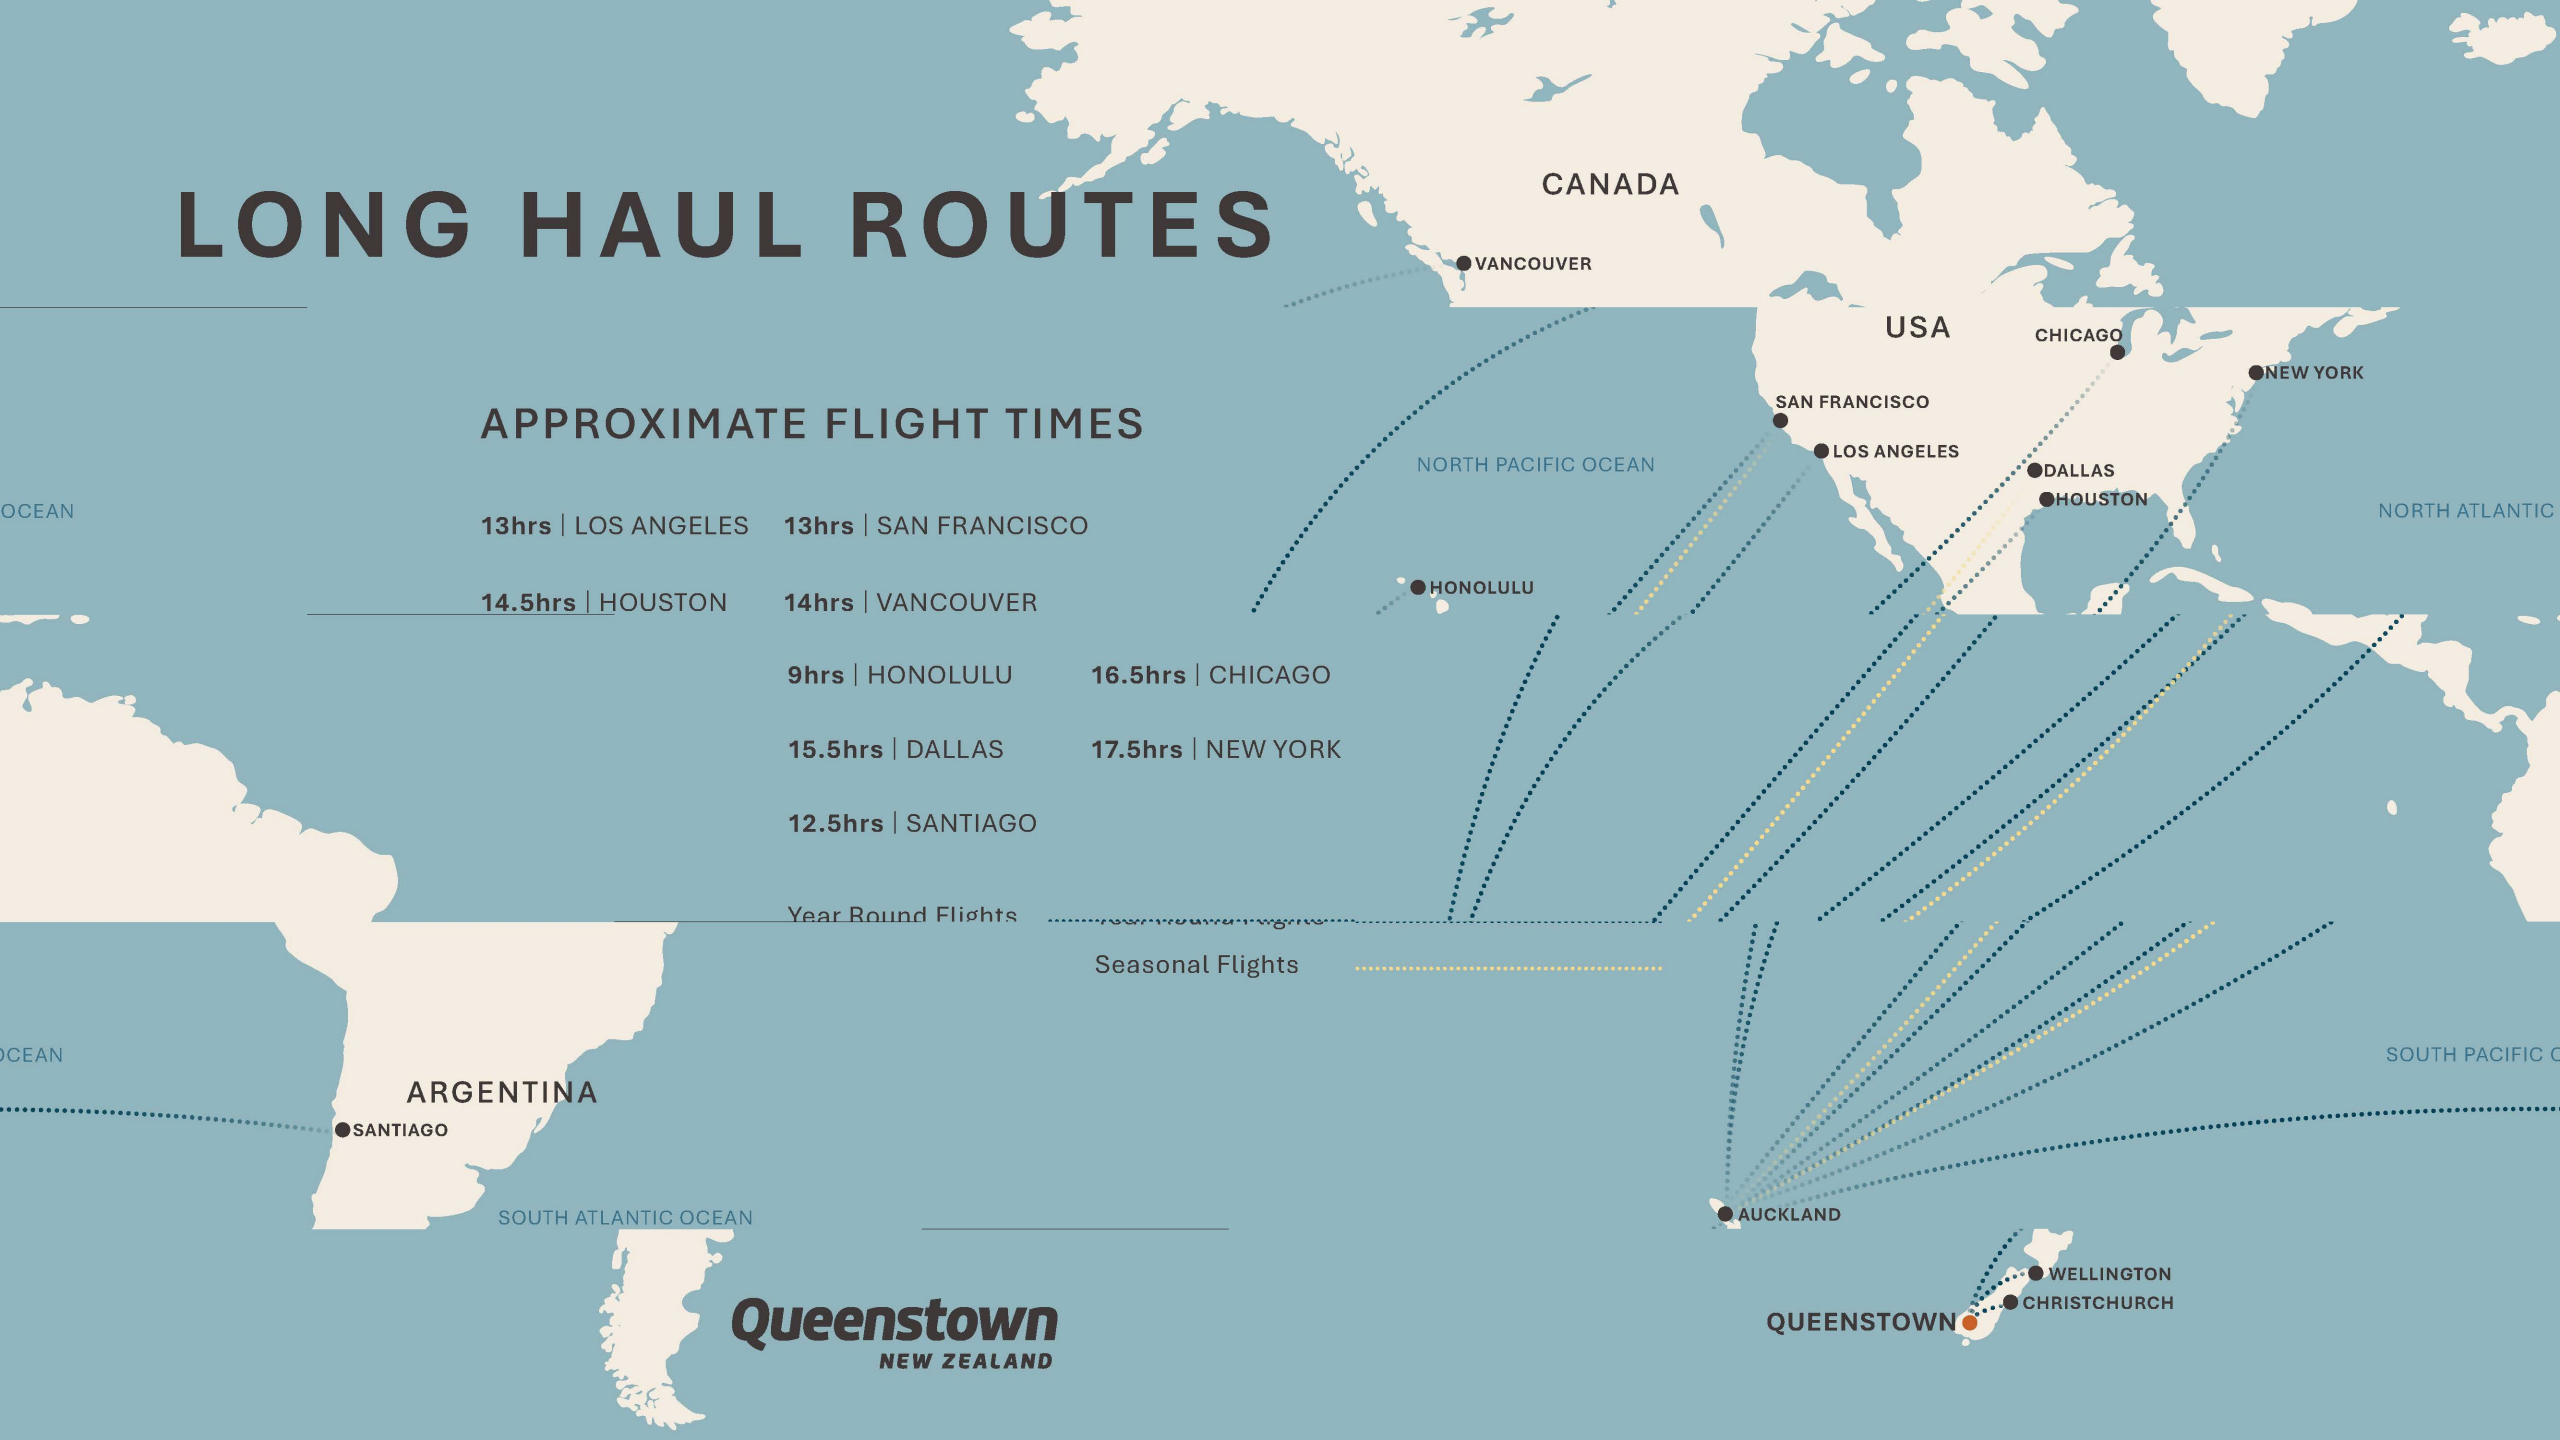 LONG HAUL ROUTES
CANADA
VANCOUVER
USA
CHICAGO
NEW YORK
SAN FRANCISCO
LOS ANGELES
DALLAS
HOUSTON
HONOLULU
NORTH PACIFIC OCEAN
NORTH ATLANTIC
OCEAN
APPROXIMATE FLIGHT TIMES
13hrs | LOS ANGELES 13hrs | SAN FRANCISCO
14.5hrs | HOUSTON 14hrs | VANCOUVER
9hrs | HONOLULU 16.5hrs | CHICAGO
15.5hrs | DALLAS 17.5hrs | NEW YORK
12.5hrs | SANTIAGO
Year Round Flights
Year Round Flights
Seasonal Flights
OCEAN
SOUTH PACIFIC O
ARGENTINA
SANTIAGO
SOUTH ATLANTIC OCEAN
AUCKLAND
WELLINGTON
CHRISTCHURCH
QUEENSTOWN
Queenstown
NEW ZEALAND